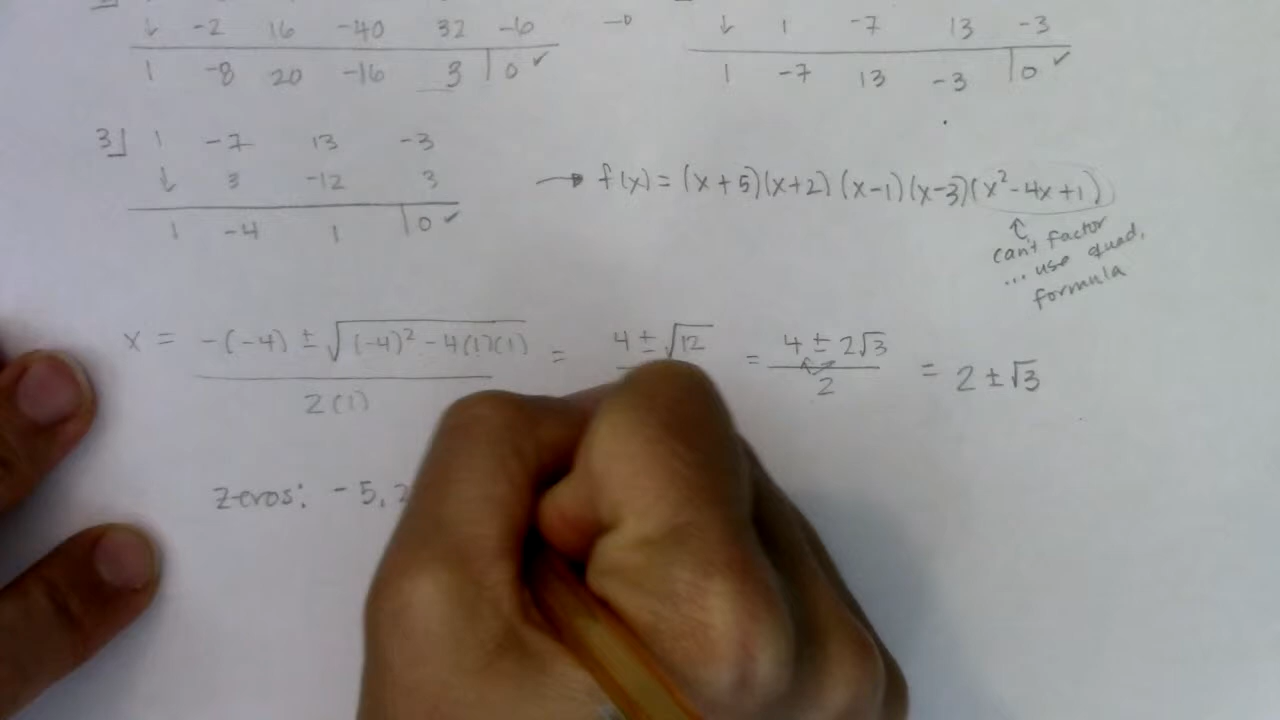 ↓ -2 16 -40 32 -6 → ↓ 1 -7 13 -3
1 -8 20 -16 3 | 0 ✓ 1 -7 13 -3 | 0 ✓
3⌋ 1 -7 13 -3
↓ 3 -12 3
1 -4 1 | 0 ✓
→ f(x) = (x+5)(x+2)(x-1)(x-3)(x²-4x+1)
can't factor
... use quad.
formula
x = -(-4) ± √((-4)² - 4(1)(1)) / 2(1) = 4 ± √12 = 4 ± 2√3 / 2 = 2 ± √3
zeros: -5,